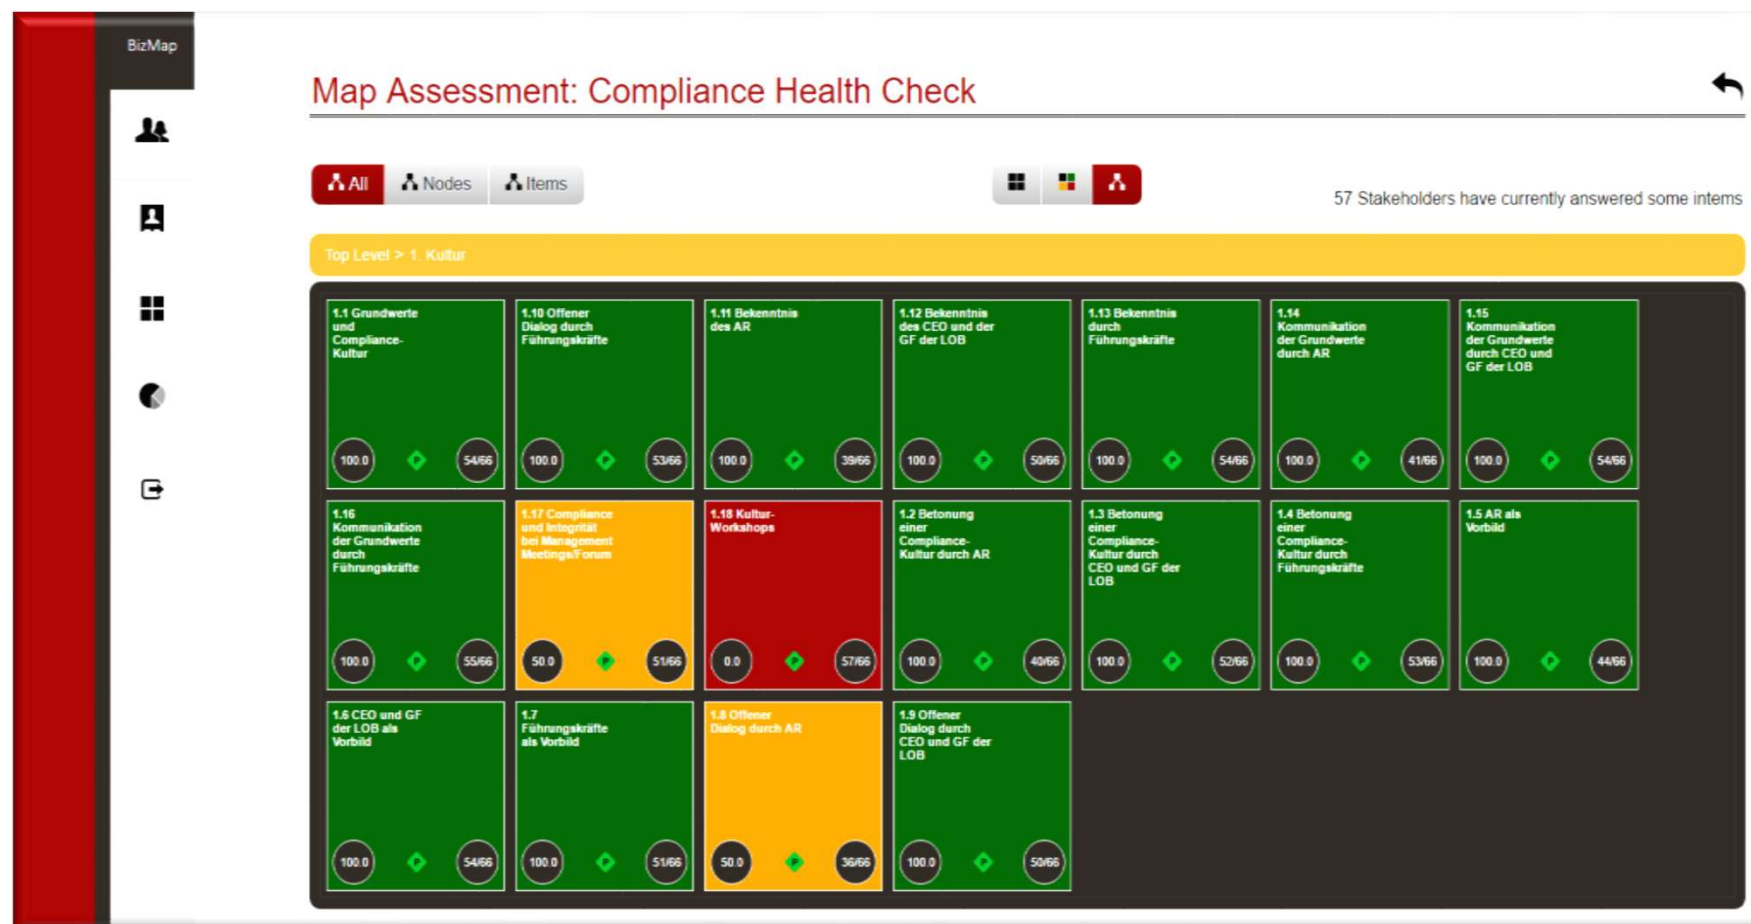 BizMap
Map Assessment: Compliance Health Check
All
Nodes
Items
57 Stakeholders have currently answered some intems
Top Level > 1. Kultur
1.1 Grundwerte
und
Compliance-
Kultur
100.0
P
54/66
1.10 Offener
Dialog durch
Führungskräfte
100.0
P
53/66
1.11 Bekenntnis
des AR
100.0
P
39/66
1.12 Bekenntnis
des CEO und der
GF der LOB
100.0
P
50/66
1.13 Bekenntnis
durch
Führungskräfte
100.0
P
54/66
1.14
Kommunikation
der Grundwerte
durch AR
100.0
P
41/66
1.15
Kommunikation
der Grundwerte
durch CEO und
GF der LOB
100.0
P
54/66
1.16
Kommunikation
der Grundwerte
durch
Führungskräfte
100.0
P
55/66
1.17 Compliance
und Integrität
bei Management
Meetings/Forum
50.0
P
51/66
1.18 Kultur-
Workshops
0.0
P
57/66
1.2 Betonung
einer
Compliance-
Kultur durch AR
100.0
P
40/66
1.3 Betonung
einer
Compliance-
Kultur durch
CEO und GF der
LOB
100.0
P
52/66
1.4 Betonung
einer
Compliance-
Kultur durch
Führungskräfte
100.0
P
53/66
1.5 AR als
Vorbild
100.0
P
44/66
1.6 CEO und GF
der LOB als
Vorbild
100.0
P
54/66
1.7
Führungskräfte
als Vorbild
100.0
P
51/66
1.8 Offener
Dialog durch AR
50.0
P
36/66
1.9 Offener
Dialog durch
CEO und GF der
LOB
100.0
P
50/66